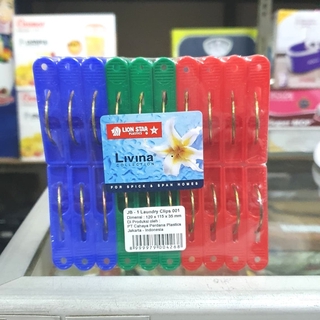 LION STAR
PLASTICS
Livina
COLLECTION
FOR SPICK & SPAN HOMES
JB - 1 Laundry Clips 001
Dimensi : 120 x 115 x 35 mm
Di Produksi oleh
PT Cahaya Perdana Plastics
Jakarta - Indonesia